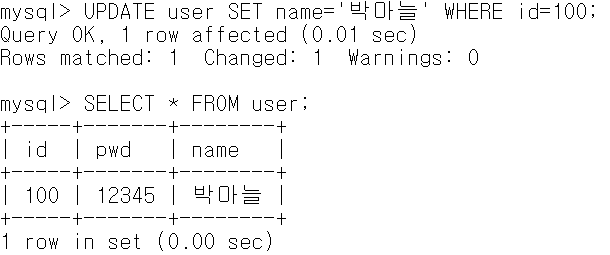 mysql> UPDATE user SET name='박마늘' WHERE id=100;
Query OK, 1 row affected (0.01 sec)
Rows matched: 1  Changed: 1  Warnings: 0

mysql> SELECT * FROM user;
+-----+-------+--------+
| id  | pwd   | name   |
+-----+-------+--------+
| 100 | 12345 | 박마늘 |
+-----+-------+--------+
1 row in set (0.00 sec)